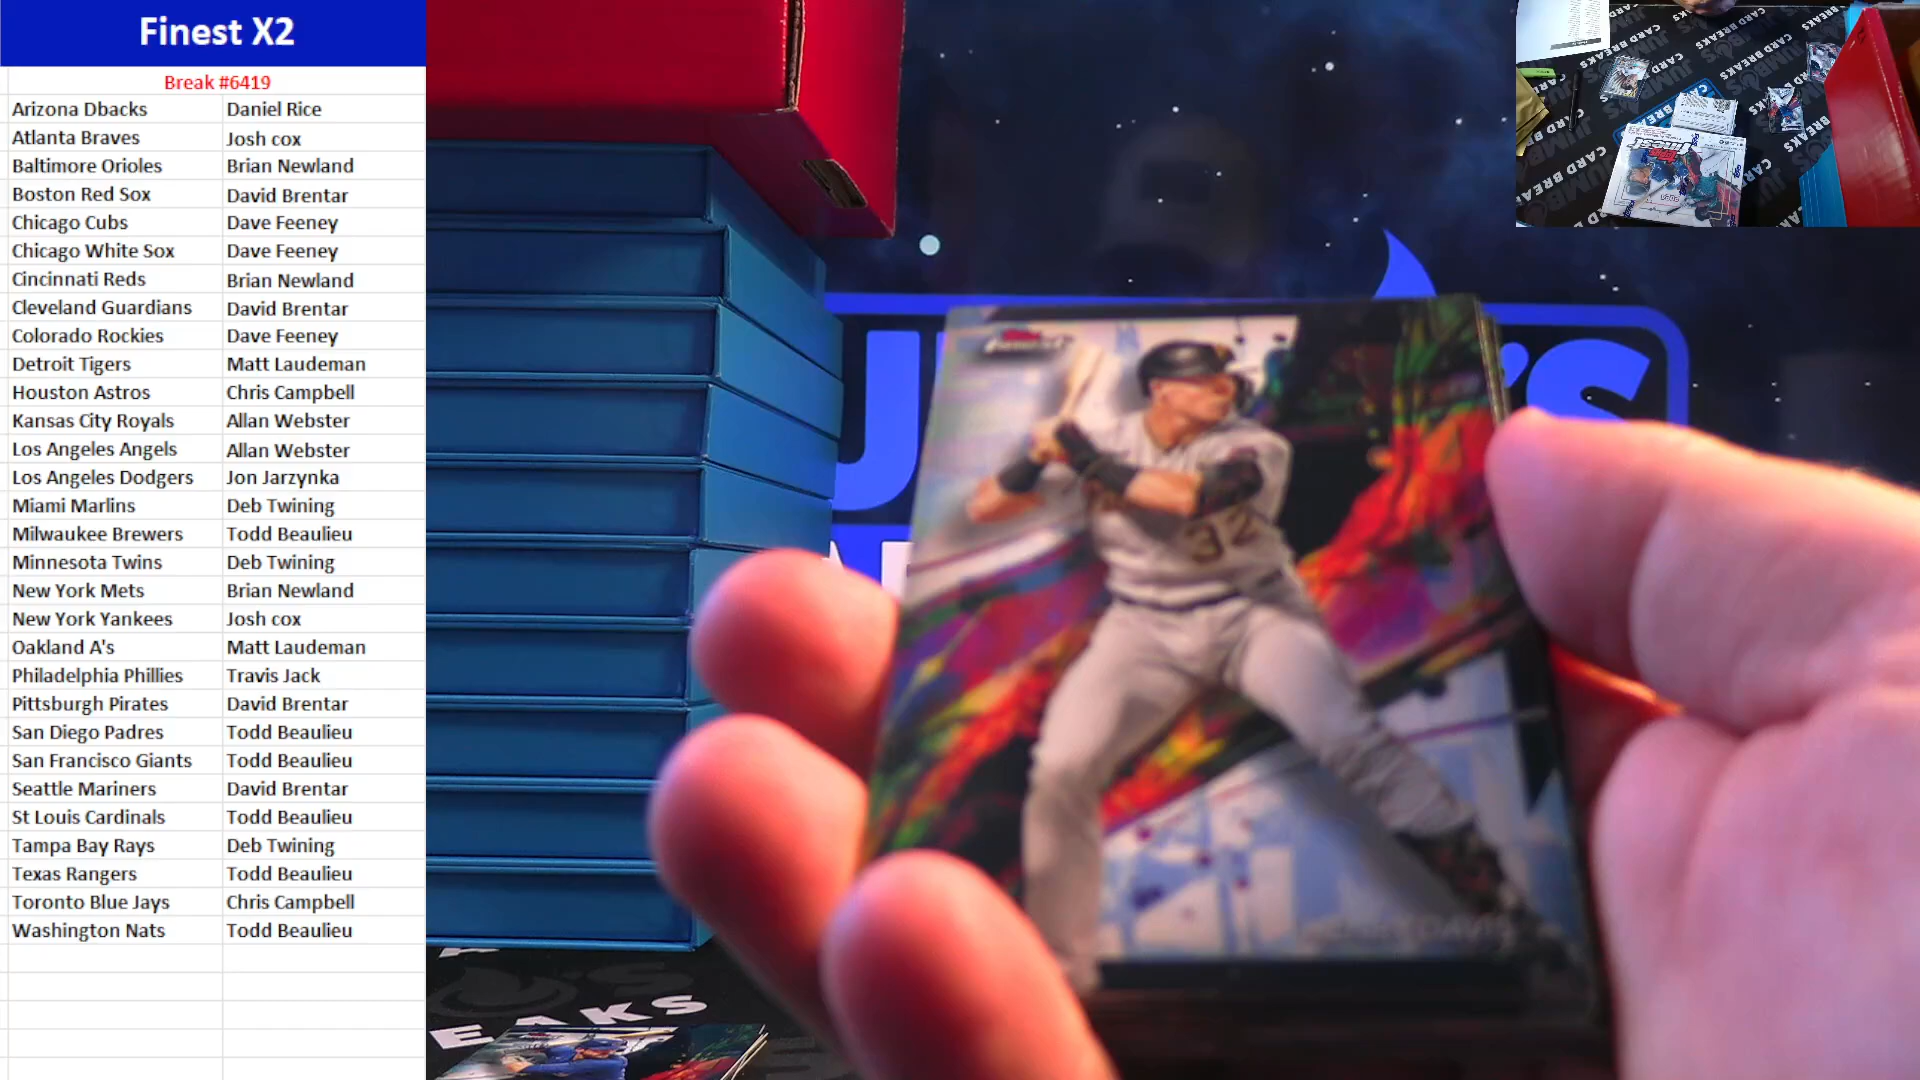 Finest X2
Break #6419
Arizona Dbacks Daniel Rice
Atlanta Braves Josh cox
Baltimore Orioles Brian Newland
Boston Red Sox David Brentar
Chicago Cubs Dave Feeney
Chicago White Sox Dave Feeney
Cincinnati Reds Brian Newland
Cleveland Guardians David Brentar
Colorado Rockies Dave Feeney
Detroit Tigers Matt Laudeman
Houston Astros Chris Campbell
Kansas City Royals Allan Webster
Los Angeles Angels Allan Webster
Los Angeles Dodgers Jon Jarzynka
Miami Marlins Deb Twining
Milwaukee Brewers Todd Beaulieu
Minnesota Twins Deb Twining
New York Mets Brian Newland
New York Yankees Josh cox
Oakland A's Matt Laudeman
Philadelphia Phillies Travis Jack
Pittsburgh Pirates David Brentar
San Diego Padres Todd Beaulieu
San Francisco Giants Todd Beaulieu
Seattle Mariners David Brentar
St Louis Cardinals Todd Beaulieu
Tampa Bay Rays Deb Twining
Texas Rangers Todd Beaulieu
Toronto Blue Jays Chris Campbell
Washington Nats Todd Beaulieu
32
CARD BREAKS
finest